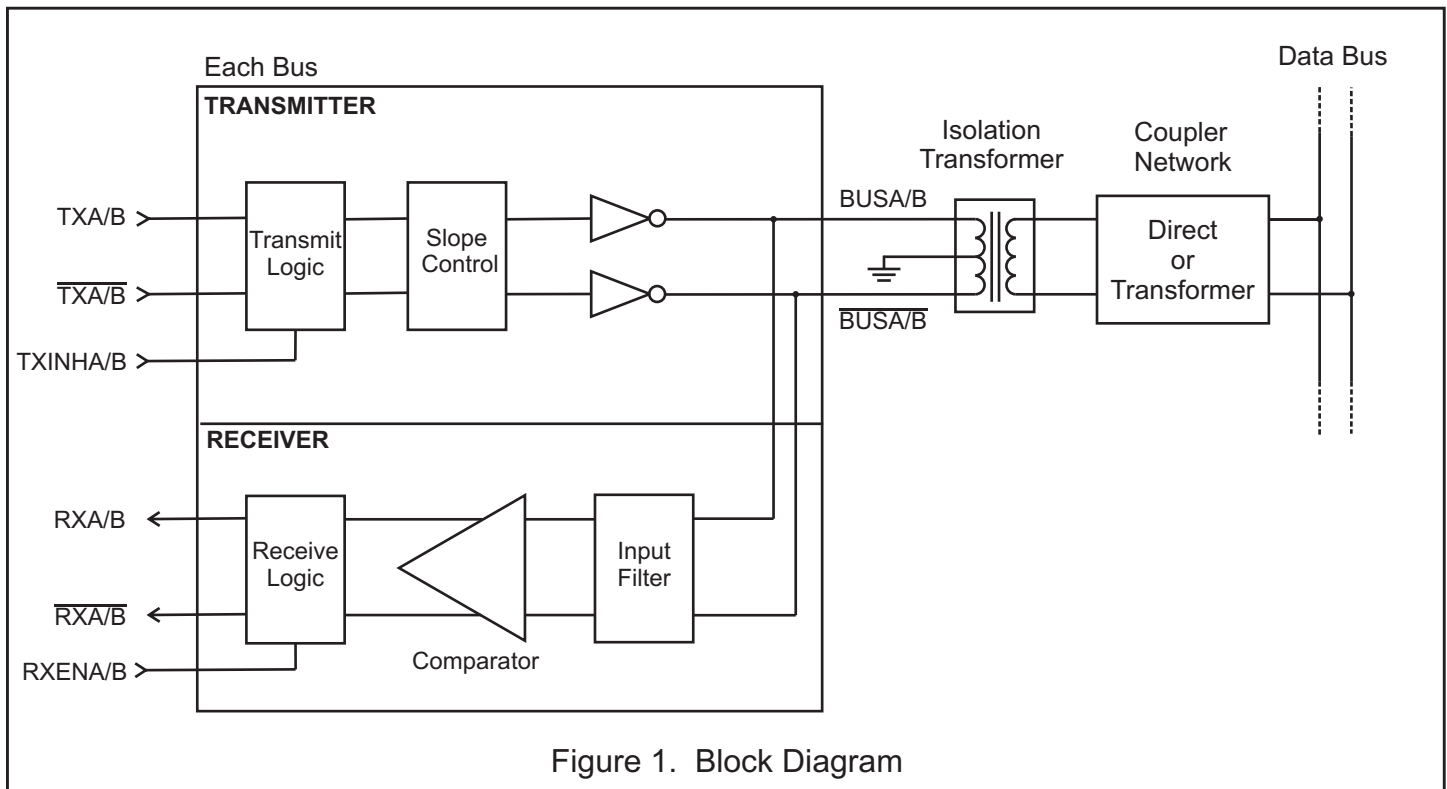 Each Bus
Data Bus
TRANSMITTER
Isolation
Transformer
Coupler
Network
TXA/B
TXA/B
TXINHA/B
Transmit
Logic
Slope
Control
BUSA/B
BUSA/B
Direct
or
Transformer
RECEIVER
RXA/B
RXA/B
RXENA/B
Receive
Logic
Comparator
Input
Filter
Figure 1. Block Diagram